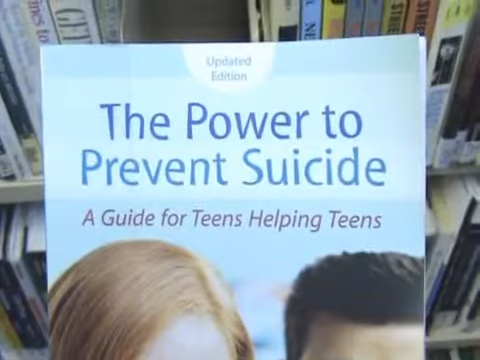 Updated
Edition
The Power to
Prevent Suicide
A Guide for Teens Helping Teens